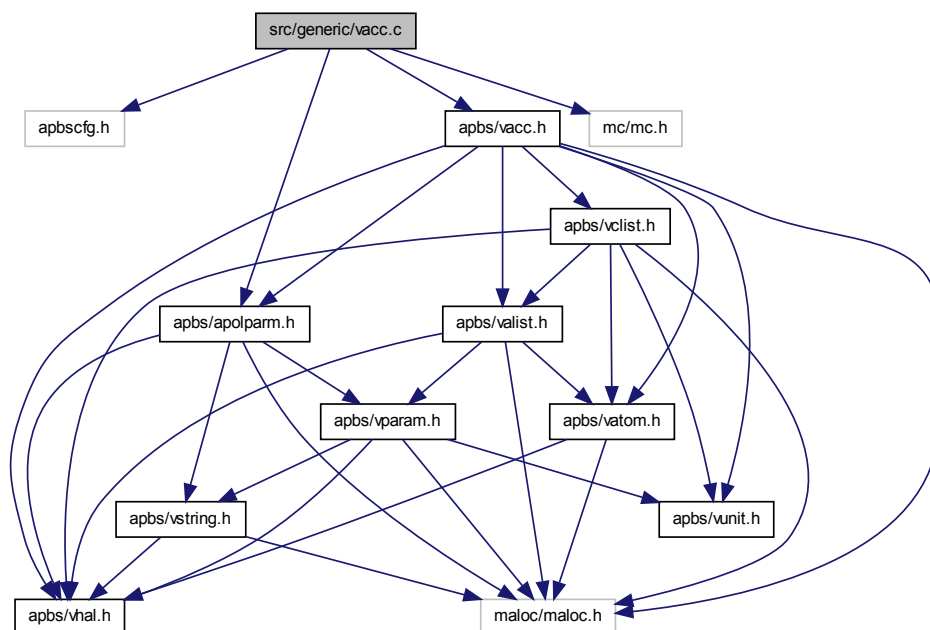 src/generic/vacc.c
apbscfg.h
apbs/vacc.h
mc/mc.h
apbs/vclist.h
apbs/apolparm.h
apbs/valist.h
apbs/vparam.h
apbs/vatom.h
apbs/vstring.h
apbs/vunit.h
apbs/vhal.h
maloc/maloc.h